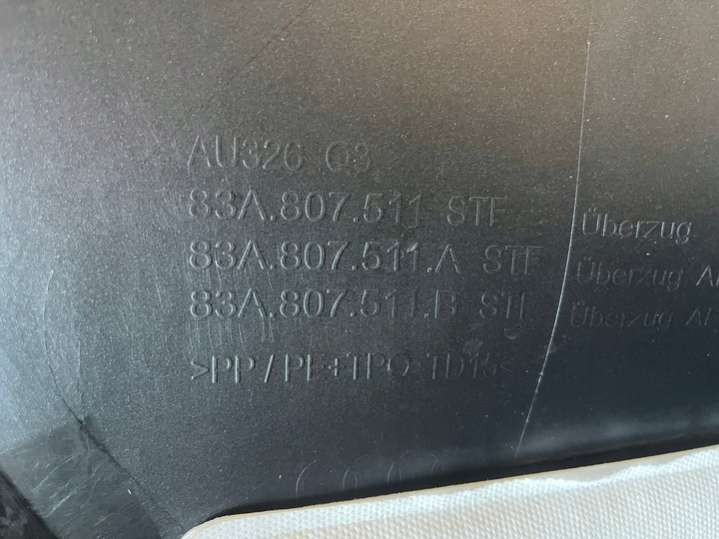 AU326 Q3
83A.807.511 STF Überzug
83A.807.511.A STF Überzug
83A.807.511.B STF Überzug
>PP/PE+TPO-TD15<